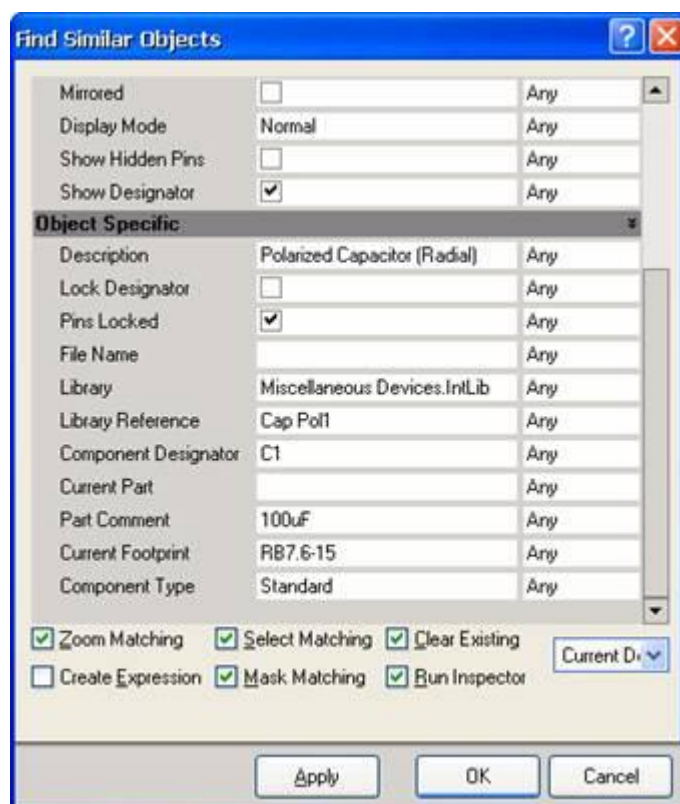 Find Similar Objects
Mirrored Any
Display Mode Normal Any
Show Hidden Pins Any
Show Designator Any
Object Specific
Description Polarized Capacitor (Radial) Any
Lock Designator Any
Pins Locked Any
File Name Any
Library Miscellaneous Devices.IntLib Any
Library Reference Cap Pol1 Any
Component Designator C1 Any
Current Part Any
Part Comment 100uF Any
Current Footprint RB7.6-15 Any
Component Type Standard Any
Zoom Matching Select Matching Clear Existing
Current D
Create Expression Mask Matching Run Inspector
Apply OK Cancel